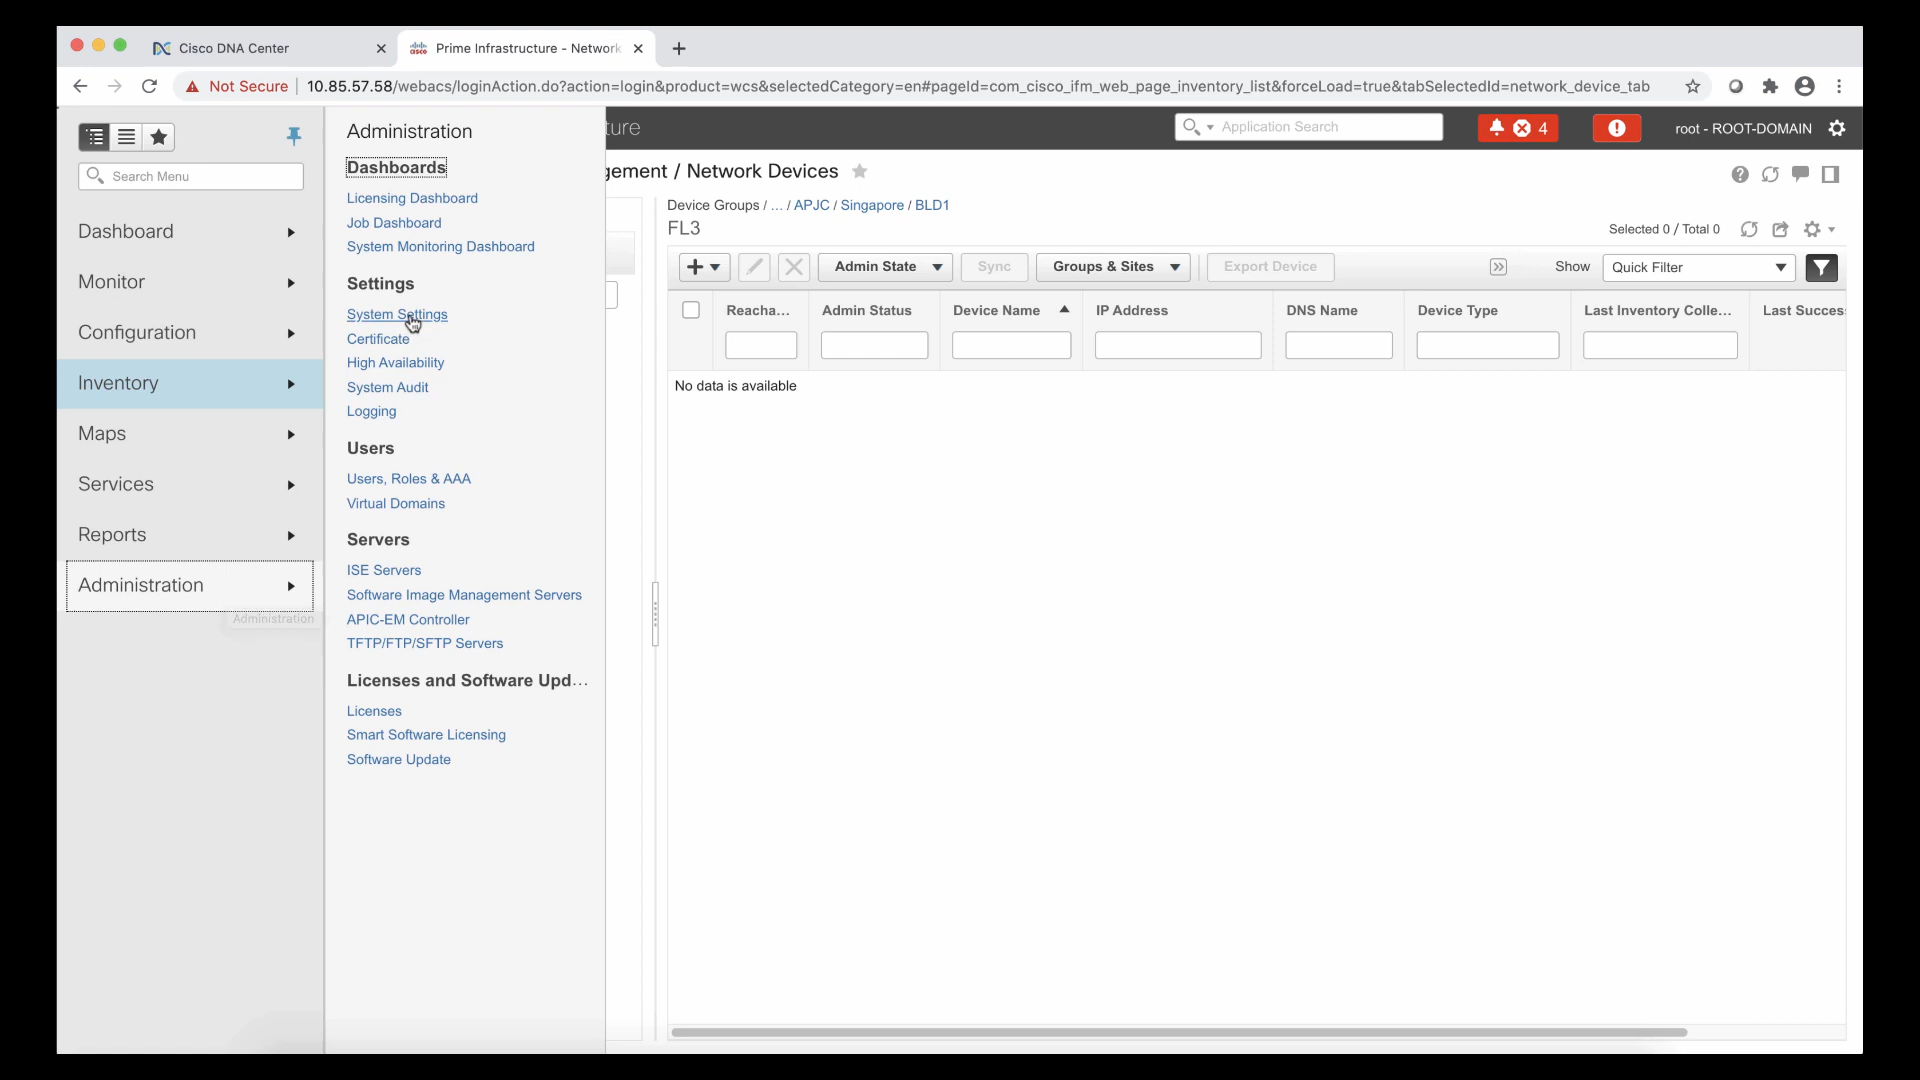 Cisco DNA Center
Prime Infrastructure - Network
Not Secure | 10.85.57.58/webacs/loginAction.do?action=login&product=wcs&selectedCategory=en#pageId=com_cisco_ifm_web_page_inventory_list&forceLoad=true&tabSelectedId=network_device_tab
Search Menu
Dashboard
Monitor
Configuration
Inventory
Maps
Services
Reports
Administration
Administration
Administration
Dashboards
Licensing Dashboard
Job Dashboard
System Monitoring Dashboard
Settings
System Settings
Certificate
High Availability
System Audit
Logging
Users
Users, Roles & AAA
Virtual Domains
Servers
ISE Servers
Software Image Management Servers
APIC-EM Controller
TFTP/FTP/SFTP Servers
Licenses and Software Upd...
Licenses
Smart Software Licensing
Software Update
ture
Application Search
4
root - ROOT-DOMAIN
gement / Network Devices
Device Groups / ... / APJC / Singapore / BLD1
FL3
Selected 0 / Total 0
Admin State
Sync
Groups & Sites
Export Device
Show
Quick Filter
Reacha...
Admin Status
Device Name
IP Address
DNS Name
Device Type
Last Inventory Colle...
Last Succes
No data is available